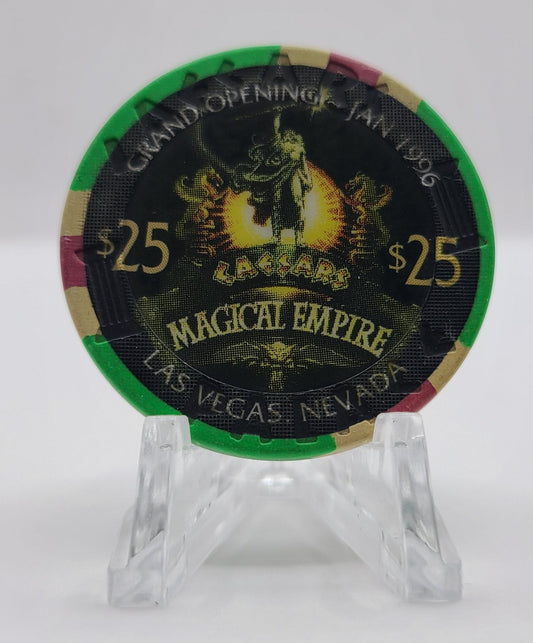 GRAND OPENING ~ JAN 1996
$25
$25
CAESARS
MAGICAL EMPIRE
LAS VEGAS, NEVADA